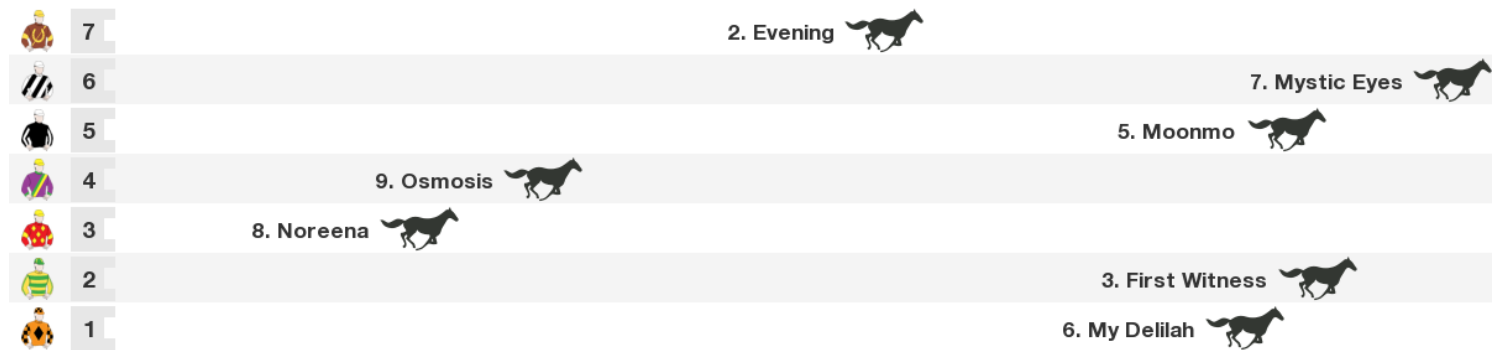 7 2. Evening
6 7. Mystic Eyes
5 5. Moonmo
4 9. Osmosis
3 8. Noreena
2 3. First Witness
1 6. My Delilah